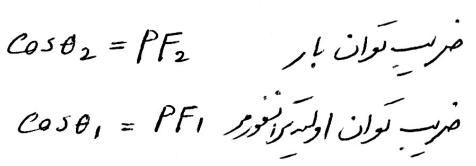 ضریب توان بار cosθ₂ = PF₂
ضریب توان اولیه ترانسفورمر cosθ₁ = PF₁